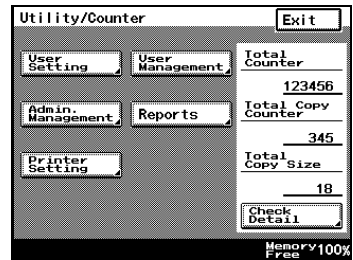 Utility/Counter
Exit
User
Setting
User
Management
Total
Counter
123456
Admin.
Management
Reports
Total Copy
Counter
345
Printer
Setting
Total
Copy Size
18
Check
Detail
Memory
Free
100%